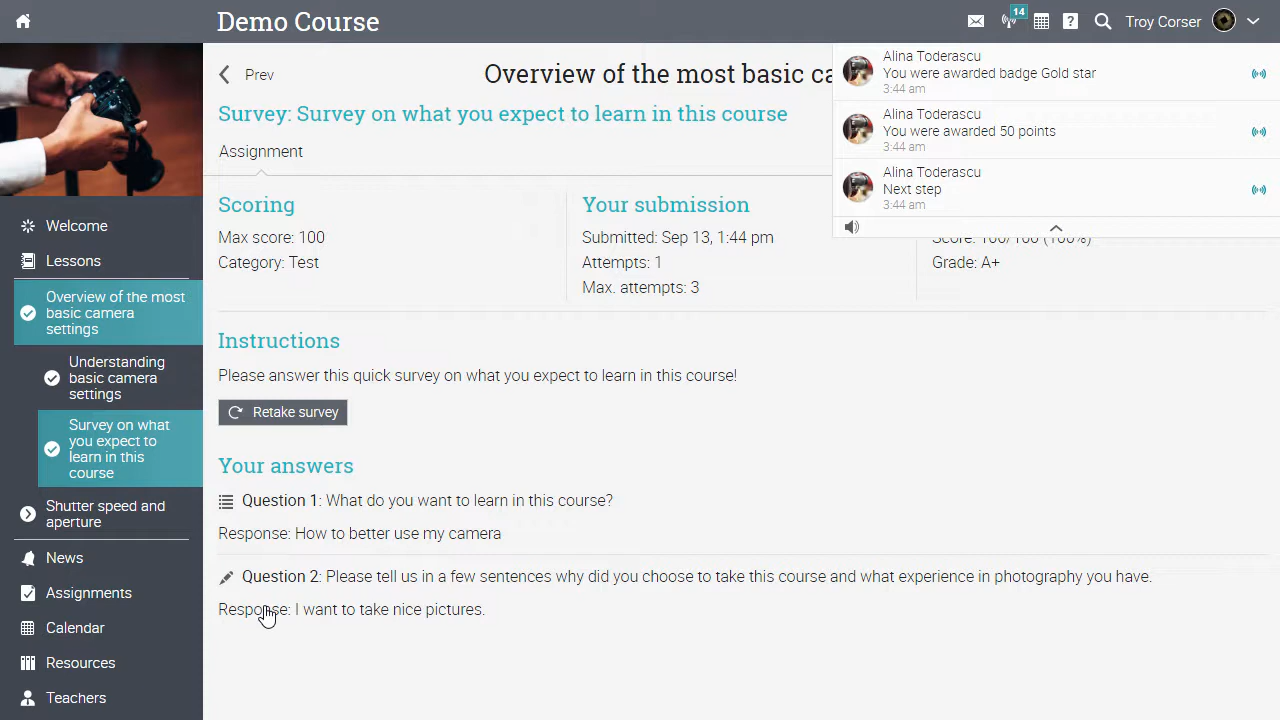 Demo Course
14
Troy Corser
Prev
Overview of the most basic ca
Survey: Survey on what you expect to learn in this course
Assignment
Alina Toderascu
You were awarded badge Gold star
3:44 am
Alina Toderascu
You were awarded 50 points
3:44 am
Alina Toderascu
Next step
3:44 am
Scoring
Max score: 100
Category: Test
Your submission
Submitted: Sep 13, 1:44 pm
Attempts: 1
Max. attempts: 3
Score: 100/100 (100%)
Grade: A+
Instructions
Please answer this quick survey on what you expect to learn in this course!
Retake survey
Your answers
Question 1: What do you want to learn in this course?
Response: How to better use my camera
Question 2: Please tell us in a few sentences why did you choose to take this course and what experience in photography you have.
Response: I want to take nice pictures.
Welcome
Lessons
Overview of the most
basic camera
settings
Understanding
basic camera
settings
Survey on what
you expect to
learn in this
course
Shutter speed and
aperture
News
Assignments
Calendar
Resources
Teachers